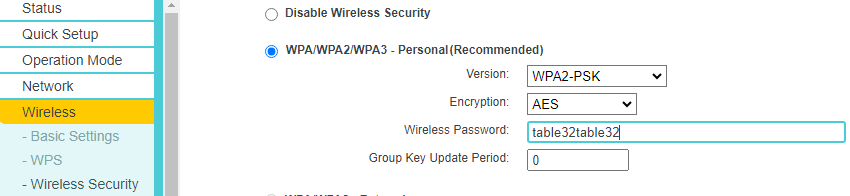 Status
Quick Setup
Operation Mode
Network
Wireless
- Basic Settings
- WPS
- Wireless Security
Disable Wireless Security
WPA/WPA2/WPA3 - Personal(Recommended)
Version: WPA2-PSK
Encryption: AES
Wireless Password: table32table32
Group Key Update Period: 0